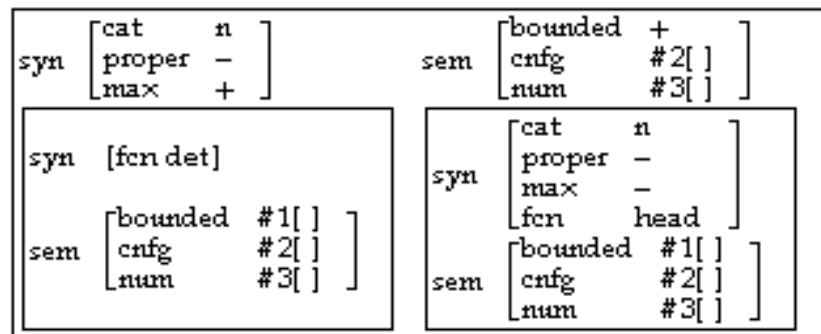 syn [cat n
proper –
max + ]
sem [bounded +
cnfg #2[ ]
num #3[ ] ]
syn [fcn det]
sem [bounded #1[ ]
cnfg #2[ ]
num #3[ ] ]
syn [cat n
proper –
max –
fcn head ]
sem [bounded #1[ ]
cnfg #2[ ]
num #3[ ] ]